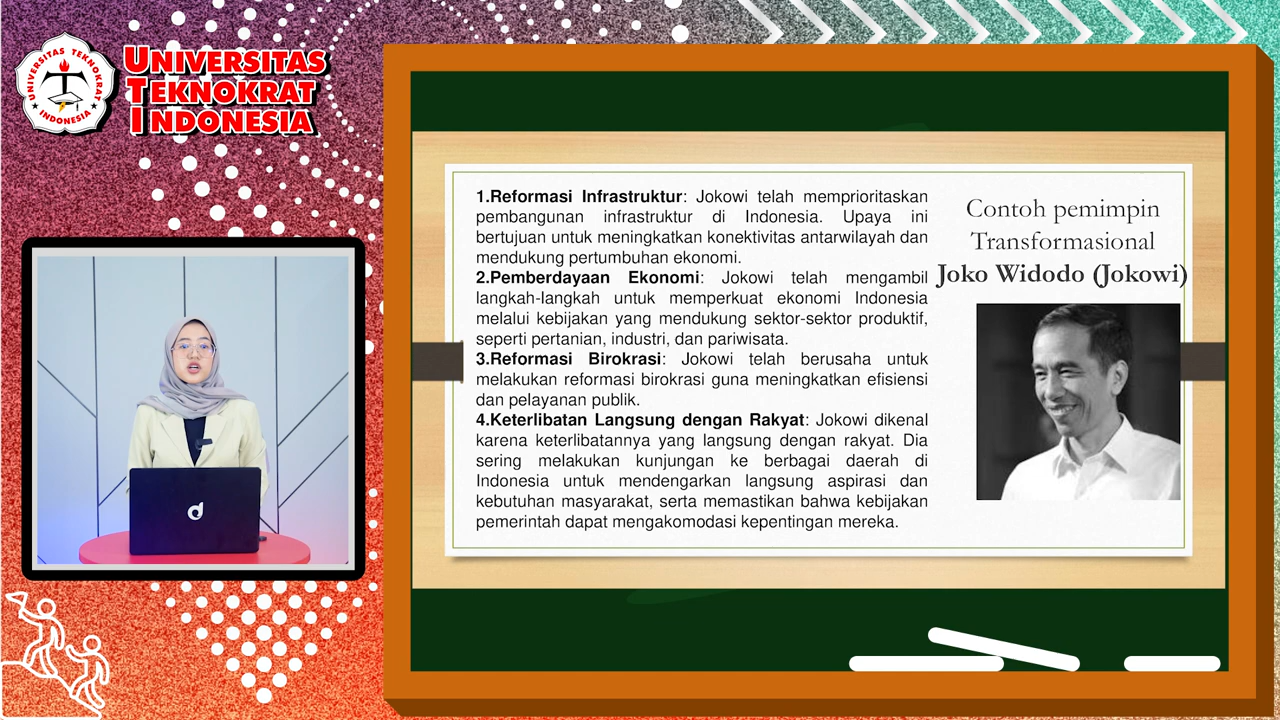 UNIVERSITAS TEKNOKRAT
INDONESIA
UNIVERSITAS
TEKNOKRAT
INDONESIA
1.Reformasi Infrastruktur: Jokowi telah memprioritaskan
pembangunan infrastruktur di Indonesia. Upaya ini
bertujuan untuk meningkatkan konektivitas antarwilayah dan
mendukung pertumbuhan ekonomi.
2.Pemberdayaan Ekonomi: Jokowi telah mengambil
langkah-langkah untuk memperkuat ekonomi Indonesia
melalui kebijakan yang mendukung sektor-sektor produktif,
seperti pertanian, industri, dan pariwisata.
3.Reformasi Birokrasi: Jokowi telah berusaha untuk
melakukan reformasi birokrasi guna meningkatkan efisiensi
dan pelayanan publik.
4.Keterlibatan Langsung dengan Rakyat: Jokowi dikenal
karena keterlibatannya yang langsung dengan rakyat. Dia
sering melakukan kunjungan ke berbagai daerah di
Indonesia untuk mendengarkan langsung aspirasi dan
kebutuhan masyarakat, serta memastikan bahwa kebijakan
pemerintah dapat mengakomodasi kepentingan mereka.
Contoh pemimpin
Transformasional
Joko Widodo (Jokowi)